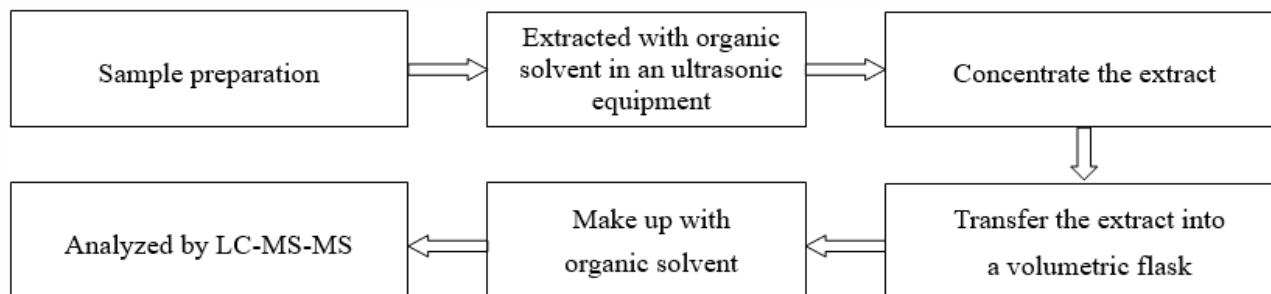 Sample preparation
Extracted with organic
solvent in an ultrasonic
equipment
Concentrate the extract
Transfer the extract into
a volumetric flask
Make up with
organic solvent
Analyzed by LC-MS-MS